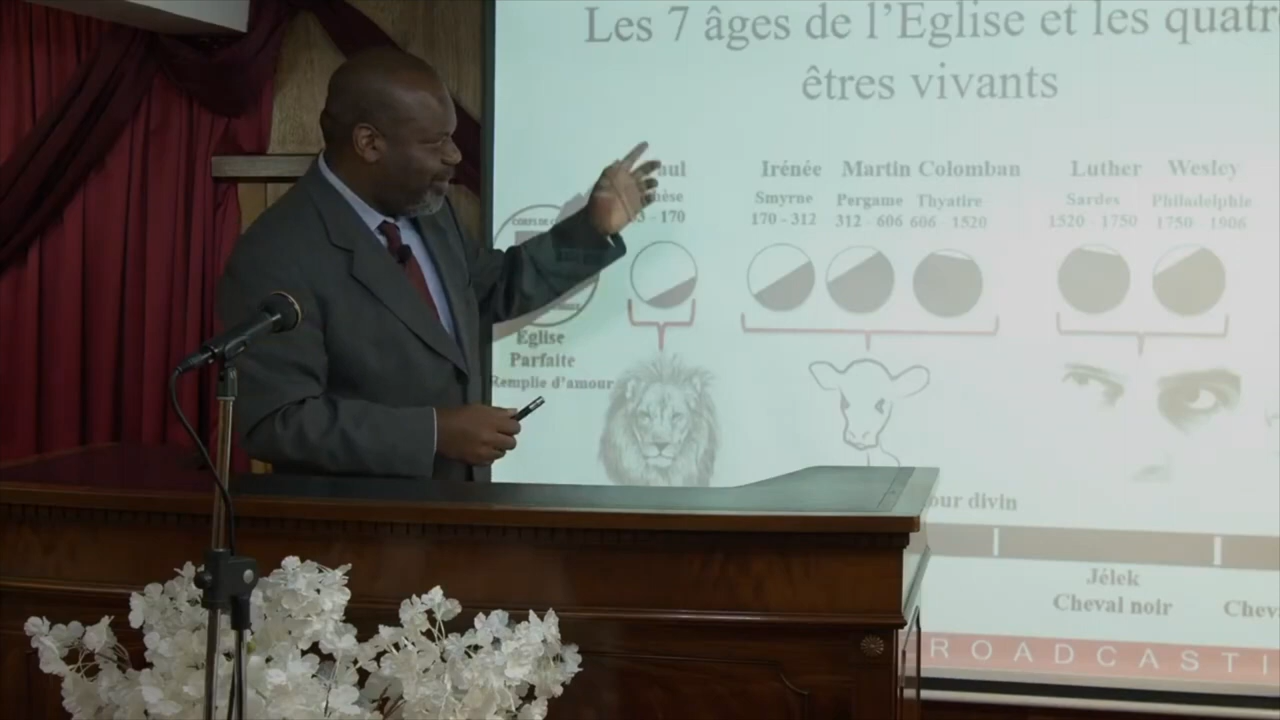 Les 7 âges de l'Eglise et les quatr
êtres vivants
Irénée Martin Colomban Luther Wesley
Smyrne Pergame Thyatire Sardes Philadelphie
170 - 312 312 - 606 606 - 1520 1520 - 1750 1750 - 1906
Eglise
Parfaite
Remplie d'amour
divin
Jélek
Cheval noir
ROADCASTI